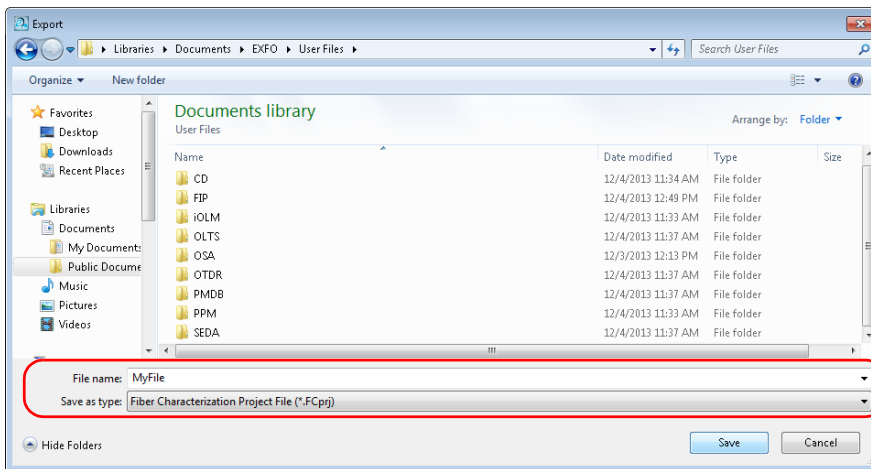 Export
Libraries Documents EXFO User Files
Search User Files
Organize New folder
Favorites
Desktop
Downloads
Recent Places
Libraries
Documents
My Documents
Public Docume
Music
Pictures
Videos
Documents library
User Files
Arrange by: Folder
Name Date modified Type Size
CD 12/4/2013 11:34 AM File folder
FIP 12/4/2013 12:49 PM File folder
iOLM 12/4/2013 11:33 AM File folder
OLTS 12/4/2013 11:37 AM File folder
OSA 12/3/2013 12:13 PM File folder
OTDR 12/4/2013 11:37 AM File folder
PMDB 12/4/2013 11:37 AM File folder
PPM 12/4/2013 11:33 AM File folder
SEDA 12/4/2013 11:37 AM File folder
File name: MyFile
Save as type: Fiber Characterization Project File (*.FCprj)
Hide Folders
Save Cancel